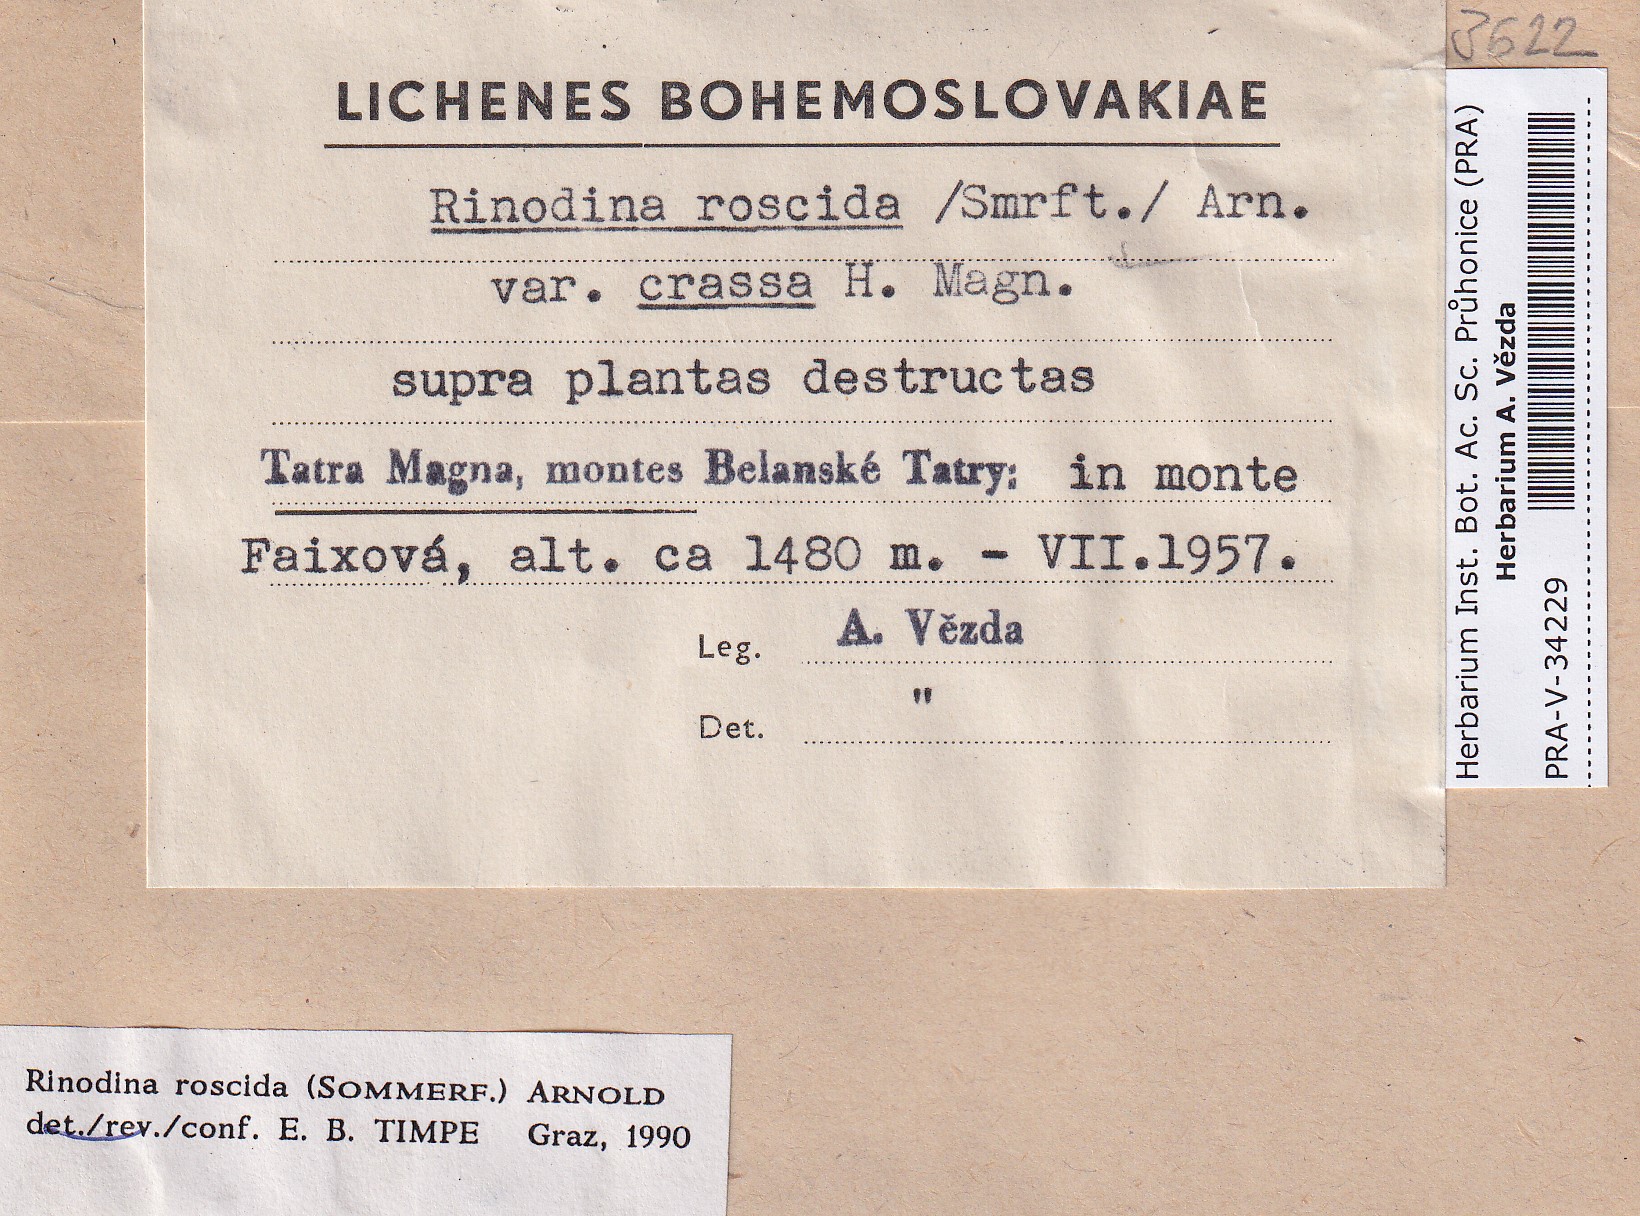 3622
LICHENES BOHEMOSLOVAKIAE
Rinodina roscida /Smrft./ Arn.
var. crassa H. Magn.
supra plantas destructas
Tatra Magna, montes Belanské Tatry: in monte
Faixová, alt. ca 1480 m. - VII.1957.
Leg. A. Vězda
Det. "
Herbarium Inst. Bot. Ac. Sc. Průhonice (PRA)
Herbarium A. Vězda
PRA-V-34229
Rinodina roscida (SOMMERF.) ARNOLD
det./rev./conf. E. B. TIMPE Graz, 1990